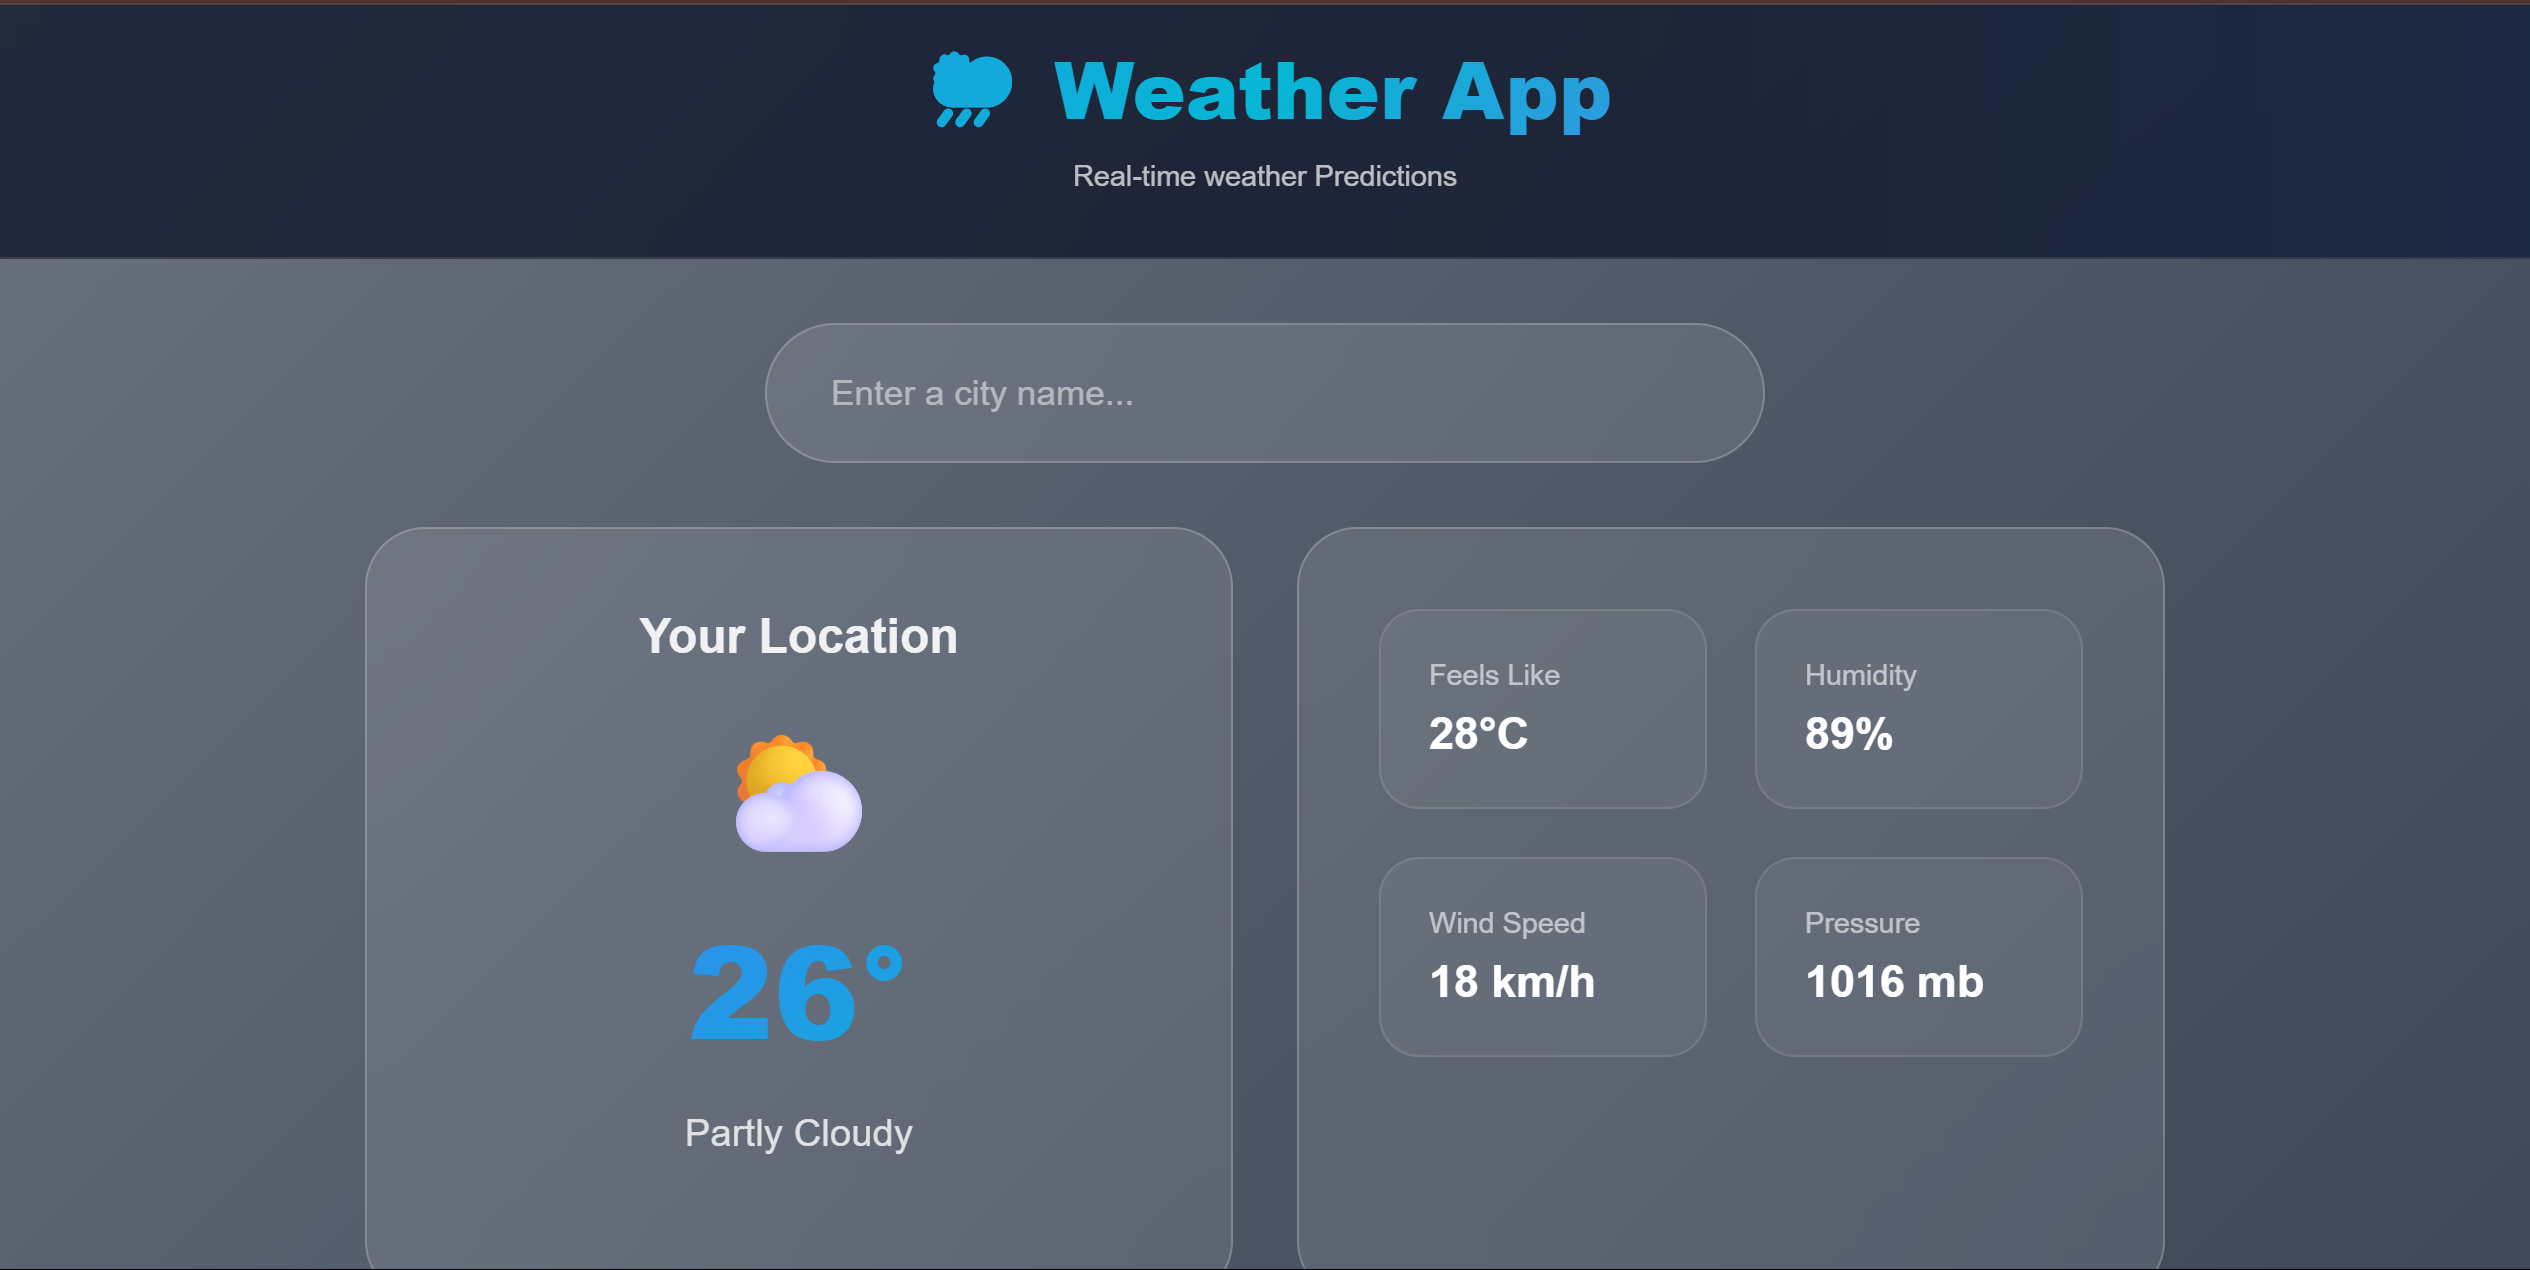 Weather App
Real-time weather Predictions
Enter a city name...
Your Location
26°
Partly Cloudy
Feels Like
28°C
Humidity
89%
Wind Speed
18 km/h
Pressure
1016 mb